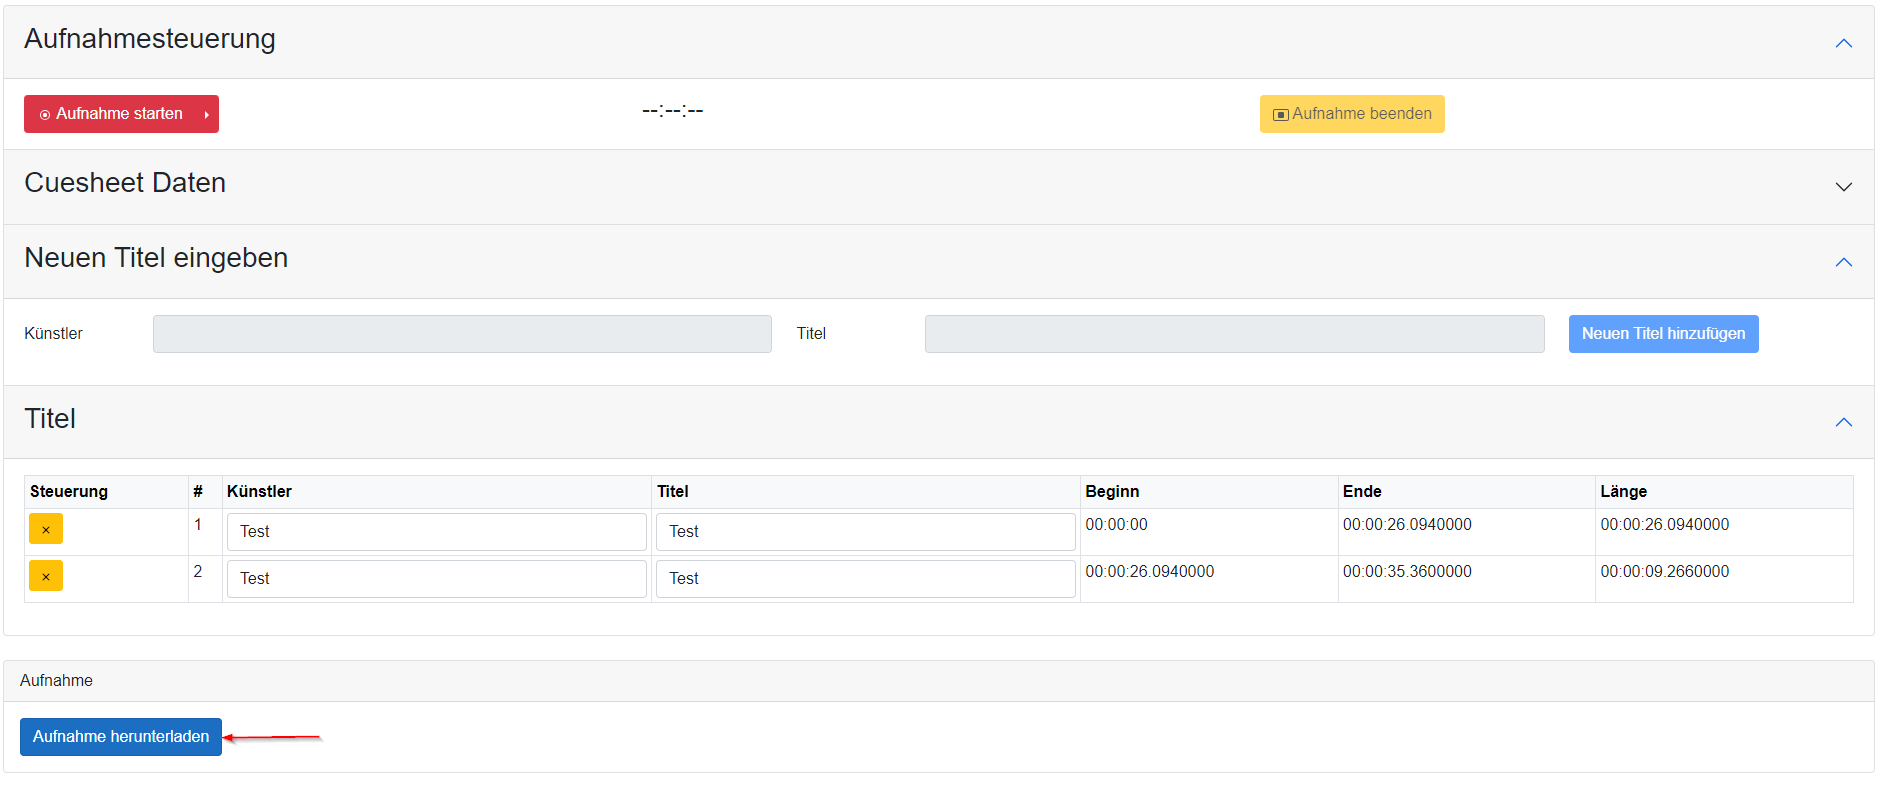 Aufnahmesteuerung
Aufnahme starten --:--:-- Aufnahme beenden
Cuesheet Daten
Neuen Titel eingeben
Künstler Titel Neuen Titel hinzufügen
Titel
Steuerung # Künstler Titel Beginn Ende Länge
× 1 Test Test 00:00:00 00:00:26.0940000 00:00:26.0940000
× 2 Test Test 00:00:26.0940000 00:00:35.3600000 00:00:09.2660000
Aufnahme
Aufnahme herunterladen